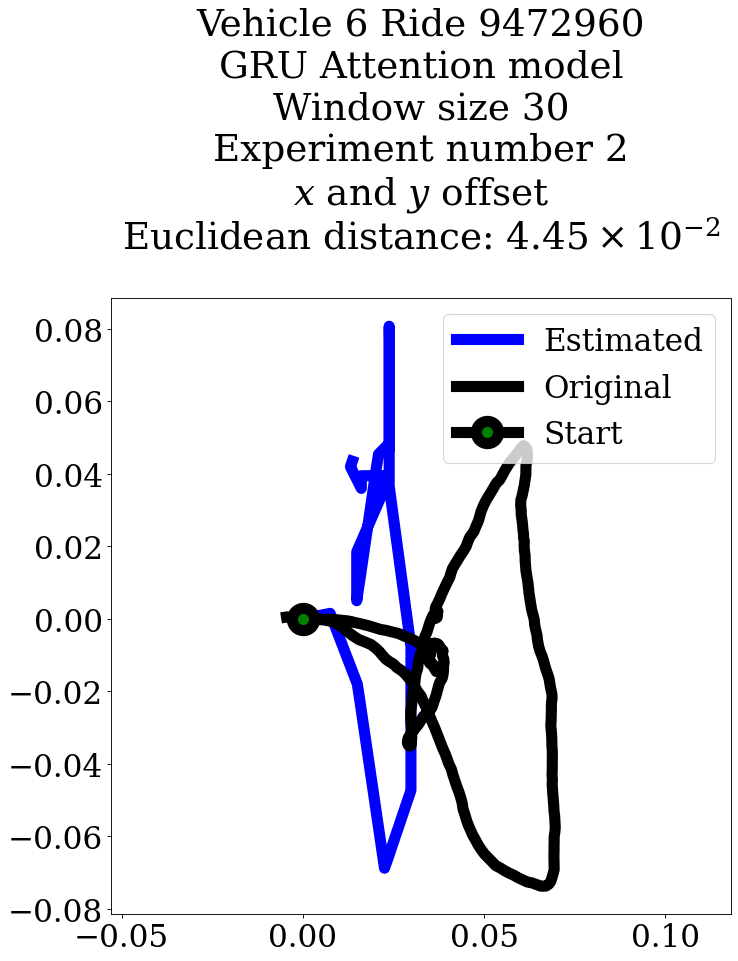 Vehicle 6 Ride 9472960
GRU Attention model
Window size 30
Experiment number 2
x and y offset
Euclidean distance: 4.45 × 10⁻²
Estimated
Original
Start
0.08
0.06
0.04
0.02
0.00
−0.02
−0.04
−0.06
−0.08
−0.05 0.00 0.05 0.10